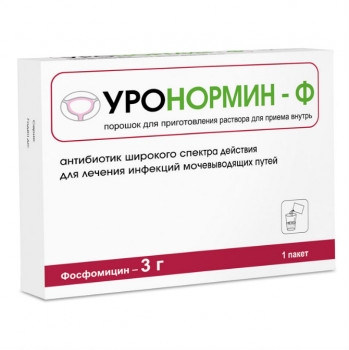 УРОНОРМИН - Ф
порошок для приготовления раствора для приема внутрь
антибиотик широкого спектра действия
для лечения инфекций мочевыводящих путей
Фосфомицин – 3 г
1 пакет